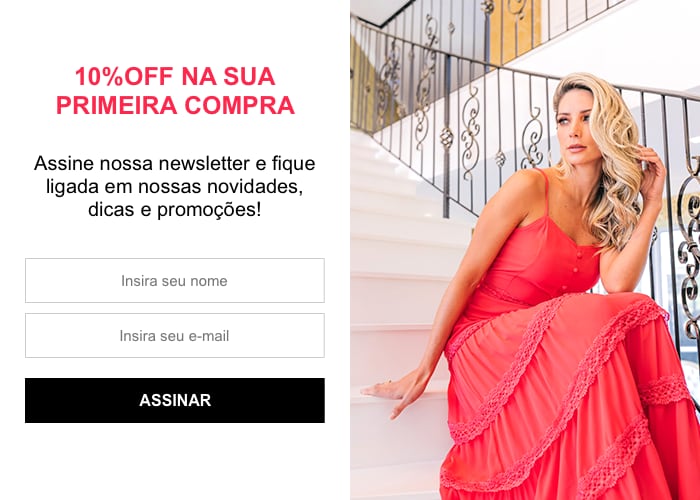 10%OFF NA SUA
PRIMEIRA COMPRA
Assine nossa newsletter e fique
ligada em nossas novidades,
dicas e promoções!
Insira seu nome
Insira seu e-mail
ASSINAR